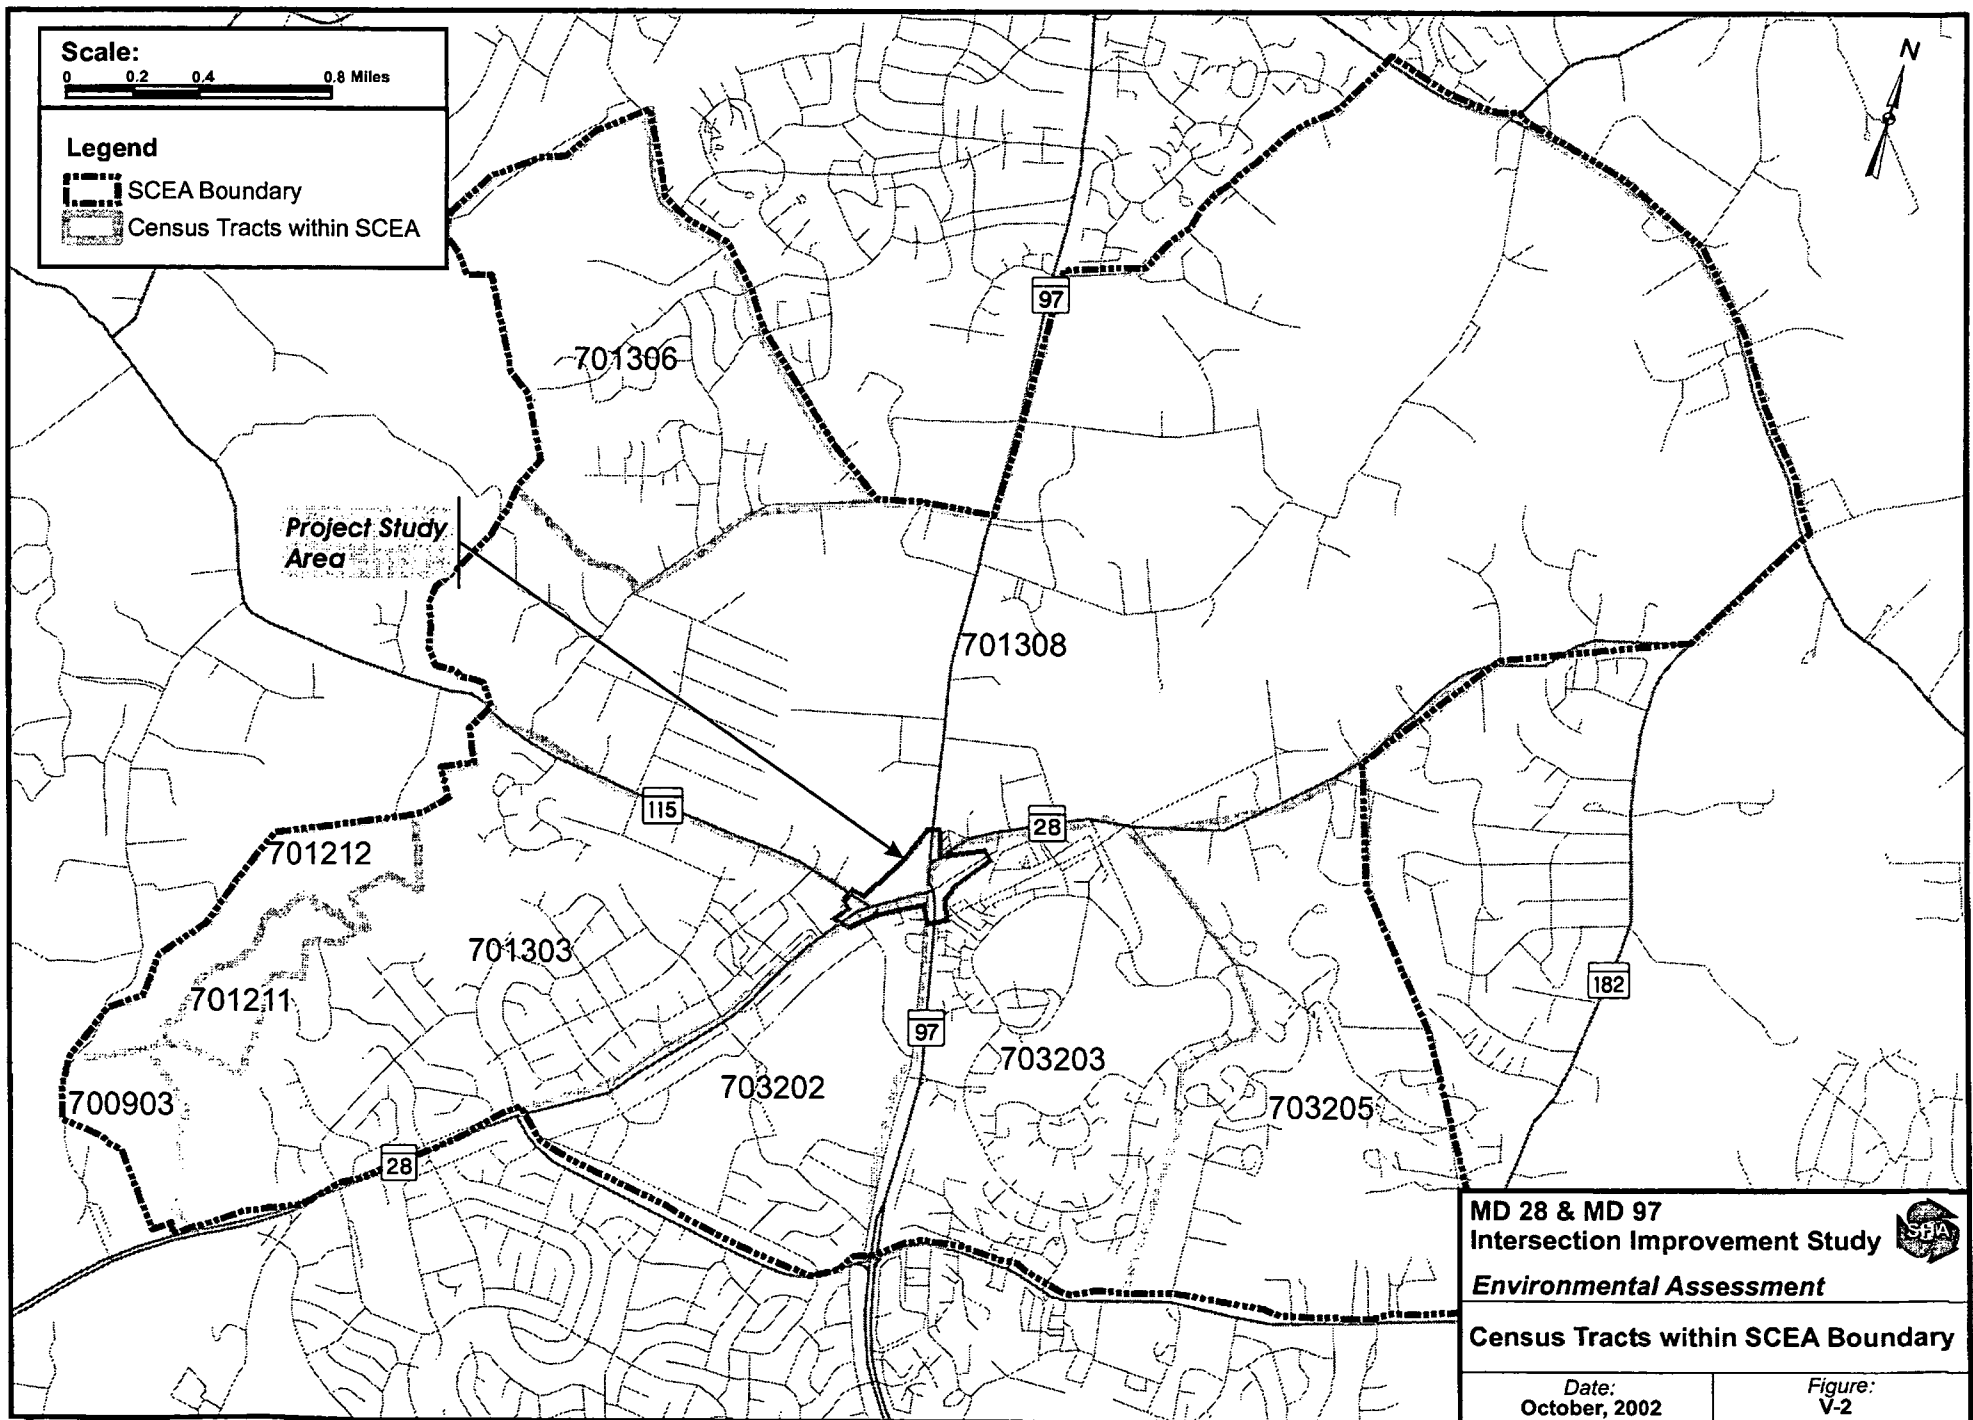 Scale:
0 0.2 0.4 0.8 Miles
Legend
SCEA Boundary
Census Tracts within SCEA
N
97
701306
Project Study
Area
701308
115
28
701212
701303
182
701211
97
703203
703202
700903
703205
28
MD 28 & MD 97
Intersection Improvement Study
SHA
Environmental Assessment
Census Tracts within SCEA Boundary
Date:
October, 2002
Figure:
V-2